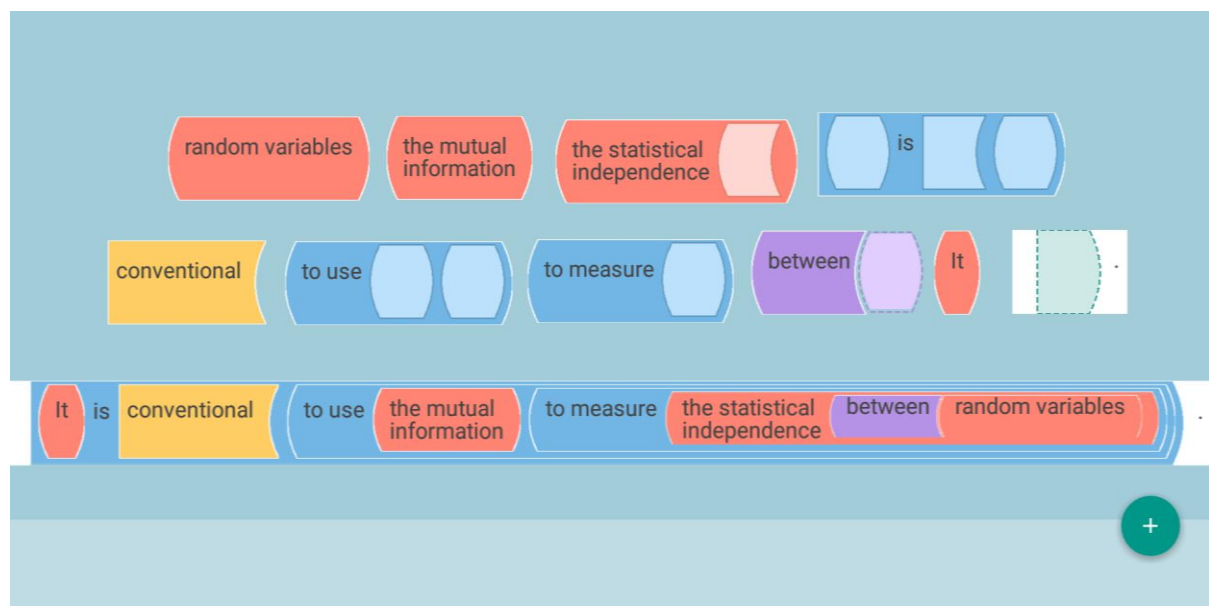 random variables the mutual information the statistical independence is
conventional to use to measure between It .
It is conventional to use the mutual information to measure the statistical independence between random variables .
+